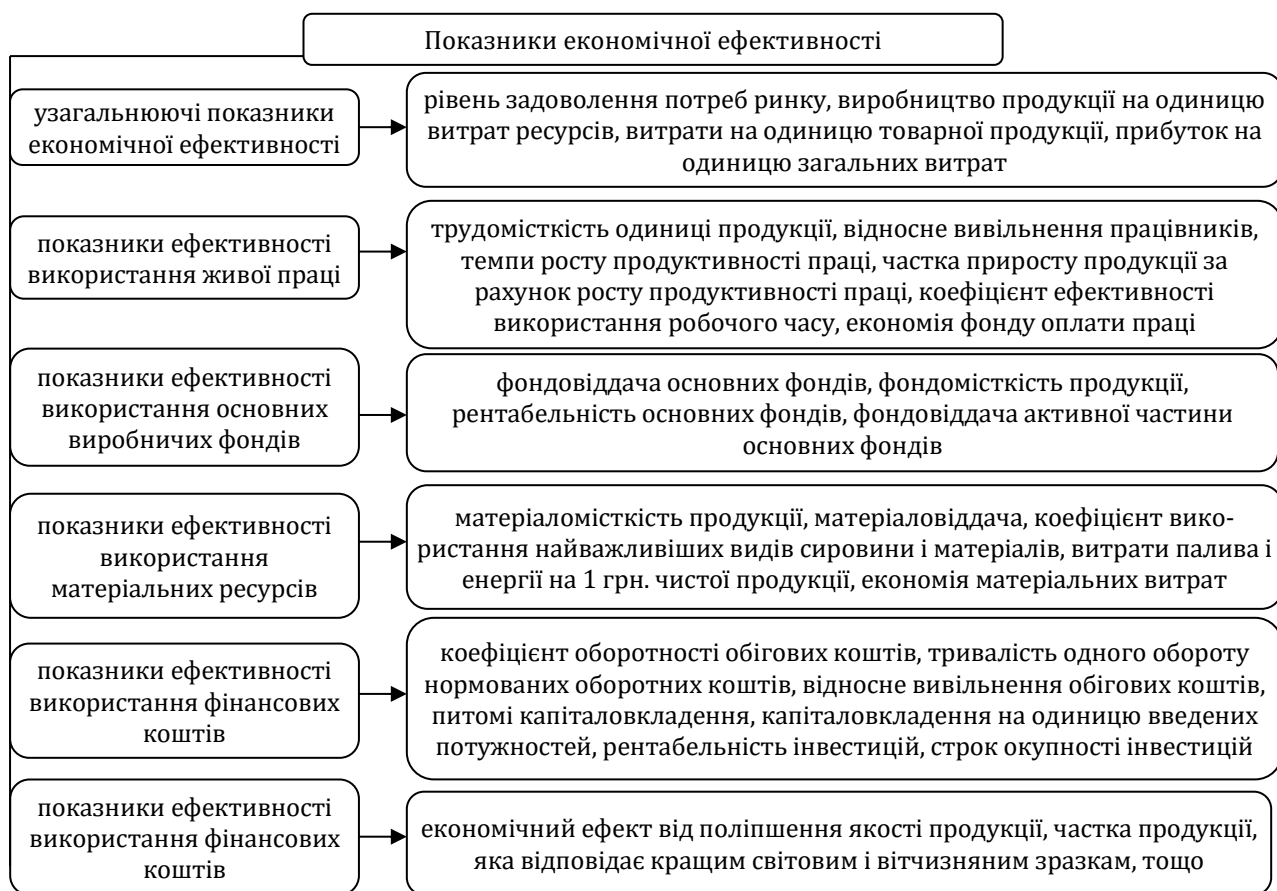 Показники економічної ефективності
узагальнюючі показники
економічної ефективності
рівень задоволення потреб ринку, виробництво продукції на одиницю
витрат ресурсів, витрати на одиницю товарної продукції, прибуток на
одиницю загальних витрат
показники ефективності
використання живої праці
трудомісткість одиниці продукції, відносне вивільнення працівників,
темпи росту продуктивності праці, частка приросту продукції за
рахунок росту продуктивності праці, коефіцієнт ефективності
використання робочого часу, економія фонду оплати праці
показники ефективності
використання основних
виробничих фондів
фондовіддача основних фондів, фондомісткість продукції,
рентабельність основних фондів, фондовіддача активної частини
основних фондів
показники ефективності
використання
матеріальних ресурсів
матеріаломісткість продукції, матеріаловіддача, коефіцієнт вико-
ристання найважливіших видів сировини і матеріалів, витрати палива і
енергії на 1 грн. чистої продукції, економія матеріальних витрат
показники ефективності
використання фінансових
коштів
коефіцієнт оборотності обігових коштів, тривалість одного обороту
нормованих оборотних коштів, відносне вивільнення обігових коштів,
питомі капіталовкладення, капіталовкладення на одиницю введених
потужностей, рентабельність інвестицій, строк окупності інвестицій
показники ефективності
використання фінансових
коштів
економічний ефект від поліпшення якості продукції, частка продукції,
яка відповідає кращим світовим і вітчизняним зразкам, тощо